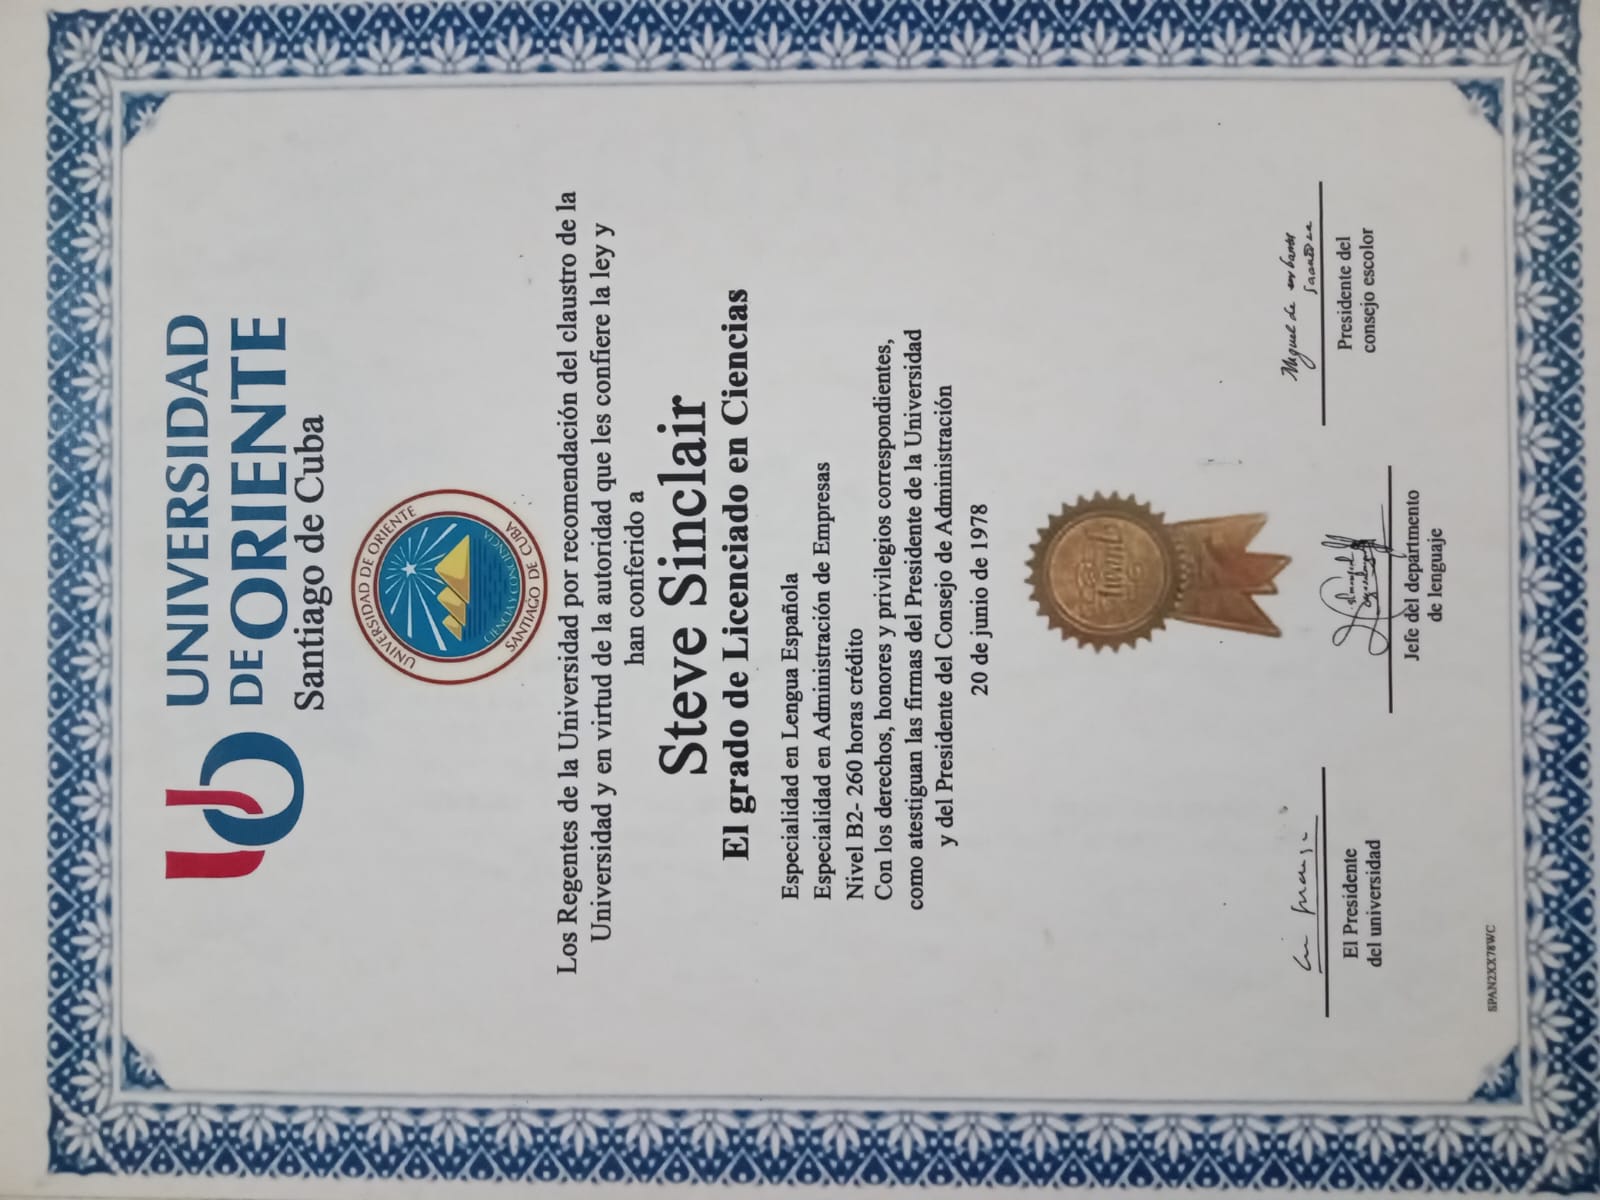 UNIVERSIDAD
DE ORIENTE
Santiago de Cuba
UNIVERSIDAD DE ORIENTE
CIENCIA Y CONCIENCIA
SANTIAGO DE CUBA
Los Regentes de la Universidad por recomendación del claustro de la
Universidad y en virtud de la autoridad que les confiere la ley y
han conferido a
Steve Sinclair
El grado de Licenciado en Ciencias
Especialidad en Lengua Española
Especialidad en Administración de Empresas
Nivel B2- 260 horas crédito
Con los derechos, honores y privilegios correspondientes,
como atestiguan las firmas del Presidente de la Universidad
y del Presidente del Consejo de Administración
20 de junio de 1978
Award
Miguel de
El Presidente
del universidad
Presidente del
consejo escolor
Jefe del départmento
de lenguaje
SPAN2XX78WC